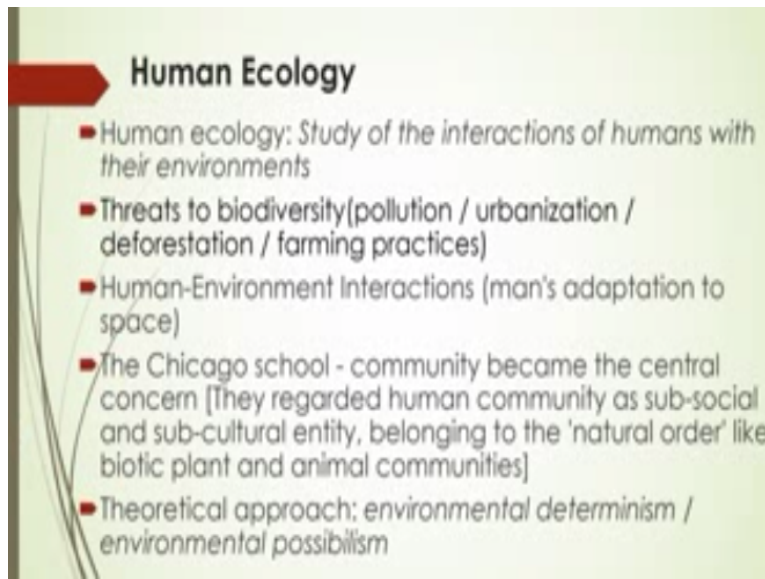 Human Ecology
Human ecology: Study of the interactions of humans with
their environments
Threats to biodiversity(pollution / urbanization /
deforestation / farming practices)
Human-Environment Interactions (man's adaptation to
space)
The Chicago school - community became the central
concern [They regarded human community as sub-social
and sub-cultural entity, belonging to the 'natural order' like
biotic plant and animal communities]
Theoretical approach: environmental determinism /
environmental possibilism